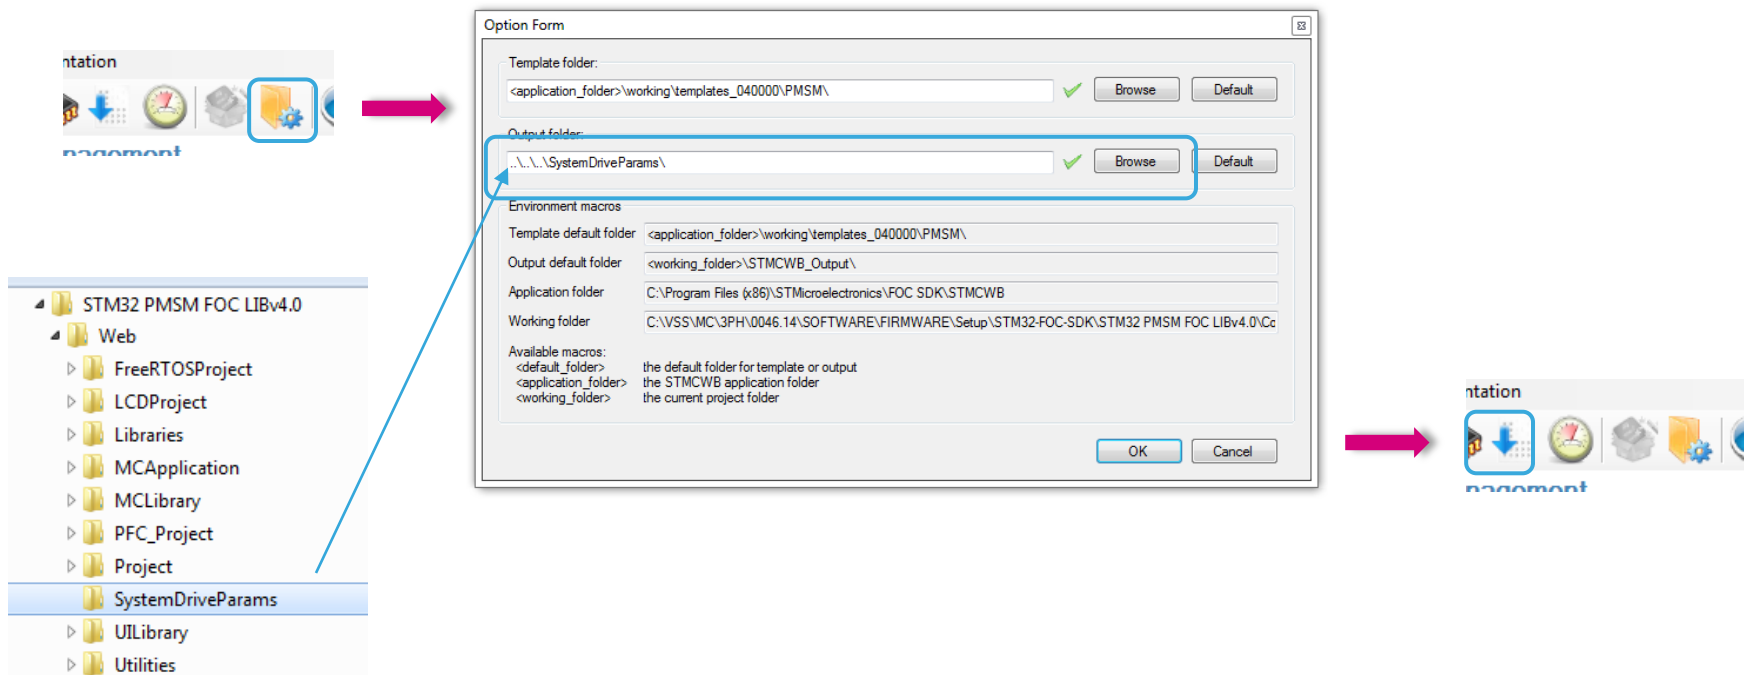 ntation
nagement
Option Form
Template folder:
<application_folder>\working\templates_040000\PMSM\
Browse
Default
Output folder:
..\..\..\SystemDriveParams\
Browse
Default
Environment macros
Template default folder
<application_folder>\working\templates_040000\PMSM\
Output default folder
<working_folder>\STMCWB_Output\
Application folder
C:\Program Files (x86)\STMicroelectronics\FOC SDK\STMCWB
Working folder
C:\VSS\MC\3PH\0046.14\SOFTWARE\FIRMWARE\Setup\STM32-FOC-SDK\STM32 PMSM FOC LIBv4.0\Co
Available macros:
<default_folder> the default folder for template or output
<application_folder> the STMCWB application folder
<working_folder> the current project folder
OK
Cancel
STM32 PMSM FOC LIBv4.0
Web
FreeRTOSProject
LCDProject
Libraries
MCApplication
MCLibrary
PFC_Project
Project
SystemDriveParams
UILibrary
Utilities
ntation
nagement